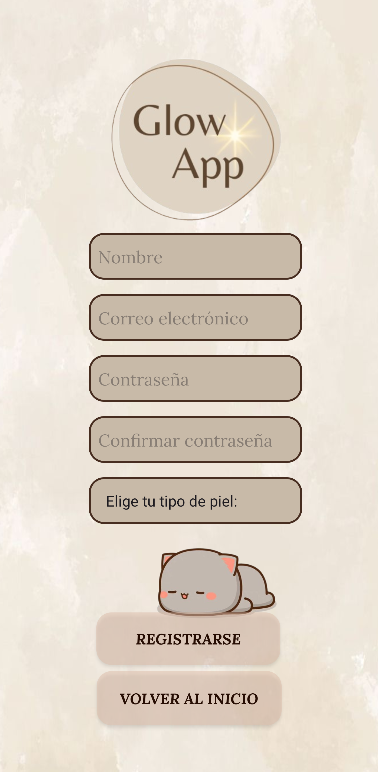 Glow
App
Nombre
Correo electrónico
Contraseña
Confirmar contraseña
Elige tu tipo de piel:
REGISTRARSE
VOLVER AL INICIO